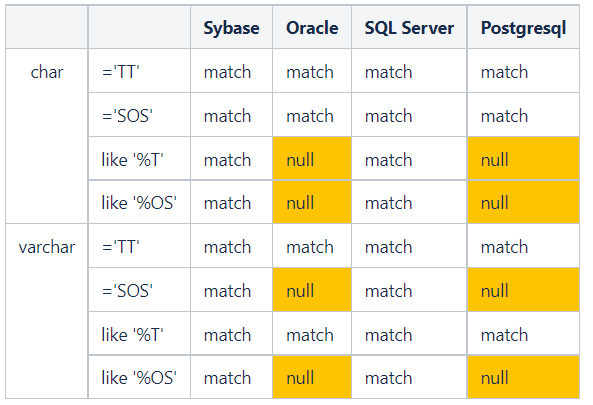 Sybase Oracle SQL Server Postgresql
char ='TT' match match match match
='SOS' match match match match
like '%T' match null match null
like '%OS' match null match null
varchar ='TT' match match match match
='SOS' match null match null
like '%T' match match match match
like '%OS' match null match null